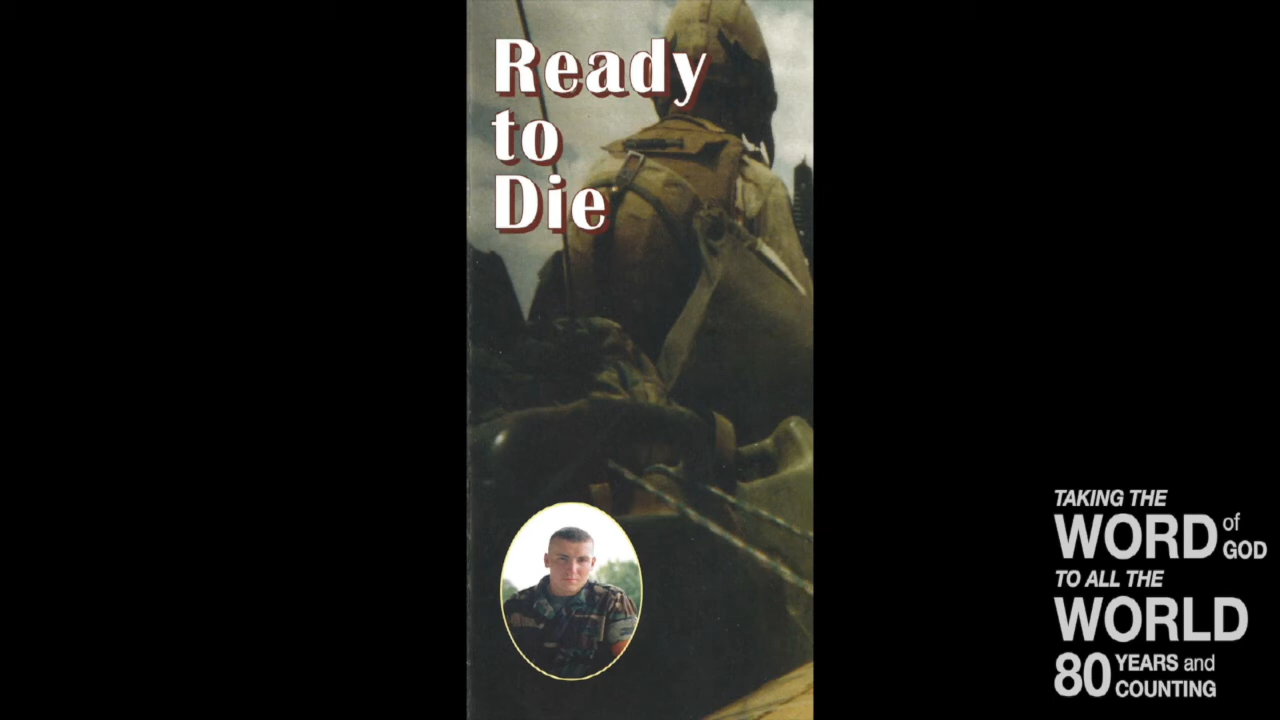 Ready
to
Die
TAKING THE
WORD of GOD
TO ALL THE
WORLD
80 YEARS and COUNTING